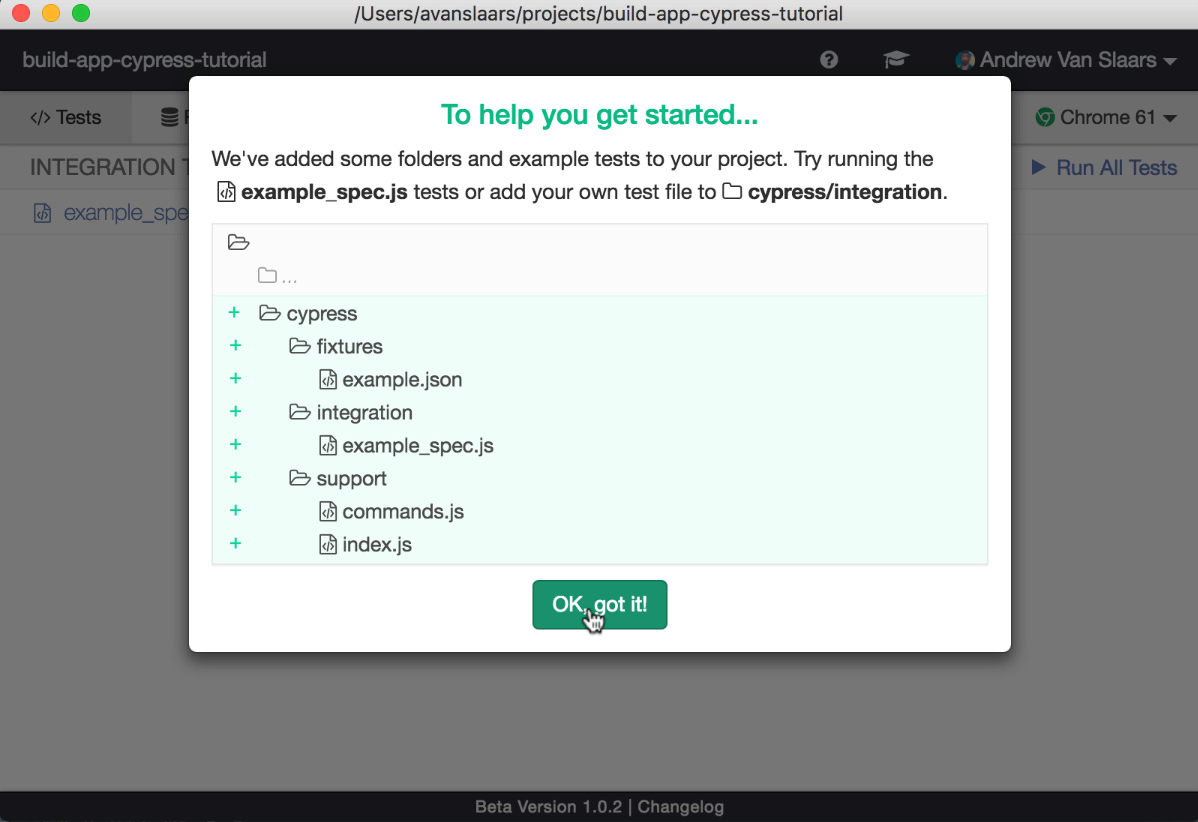 /Users/avanslaars/projects/build-app-cypress-tutorial
build-app-cypress-tutorial
Andrew Van Slaars
</> Tests
Chrome 61
INTEGRATION
Run All Tests
example_spe
To help you get started...
We've added some folders and example tests to your project. Try running the
example_spec.js tests or add your own test file to cypress/integration.
...
+ cypress
+ fixtures
+ example.json
+ integration
+ example_spec.js
+ support
+ commands.js
+ index.js
OK, got it!
Beta Version 1.0.2 | Changelog